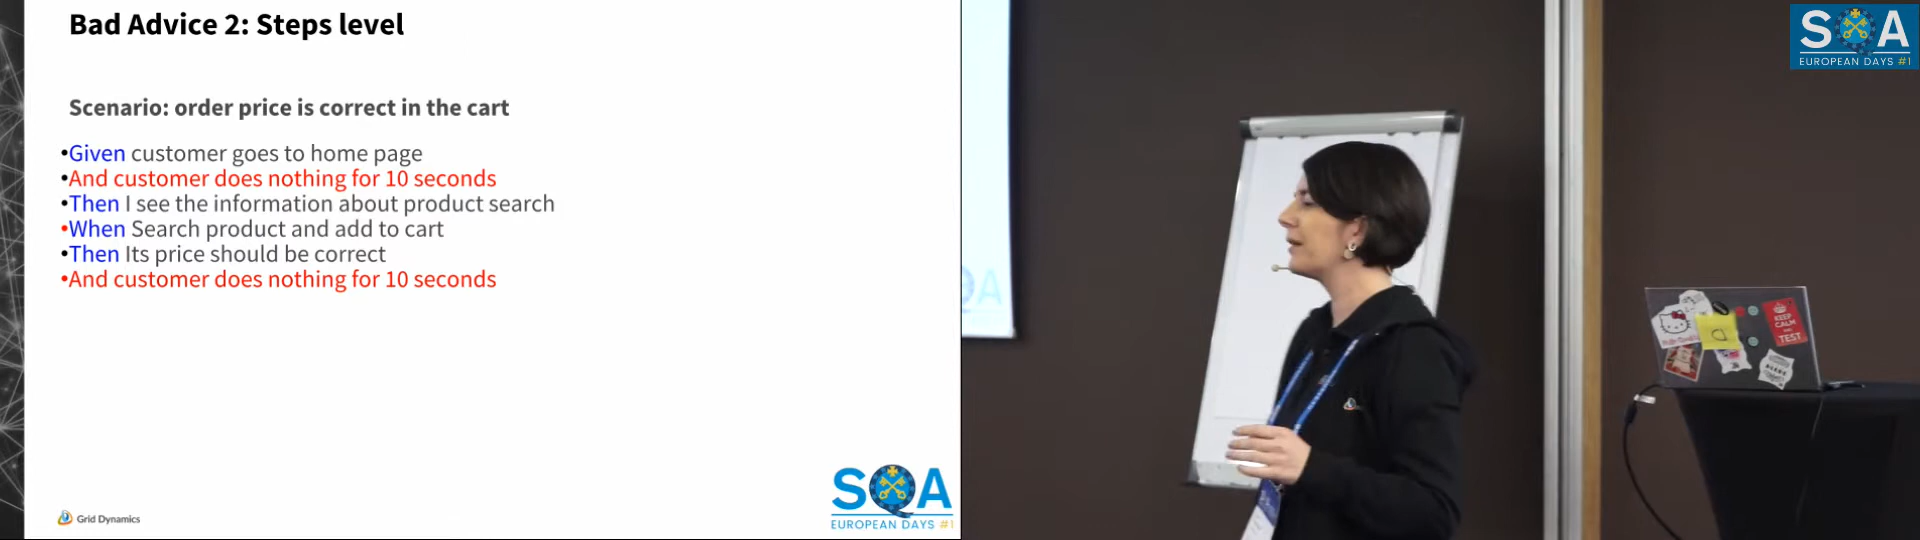 Bad Advice 2: Steps level
Scenario: order price is correct in the cart
•Given customer goes to home page
•And customer does nothing for 10 seconds
•Then I see the information about product search
•When Search product and add to cart
•Then Its price should be correct
•And customer does nothing for 10 seconds
Grid Dynamics
SQA
EUROPEAN DAYS #1
SQA
EUROPEAN DAYS #1
QA
KEEP
CALM
TEST